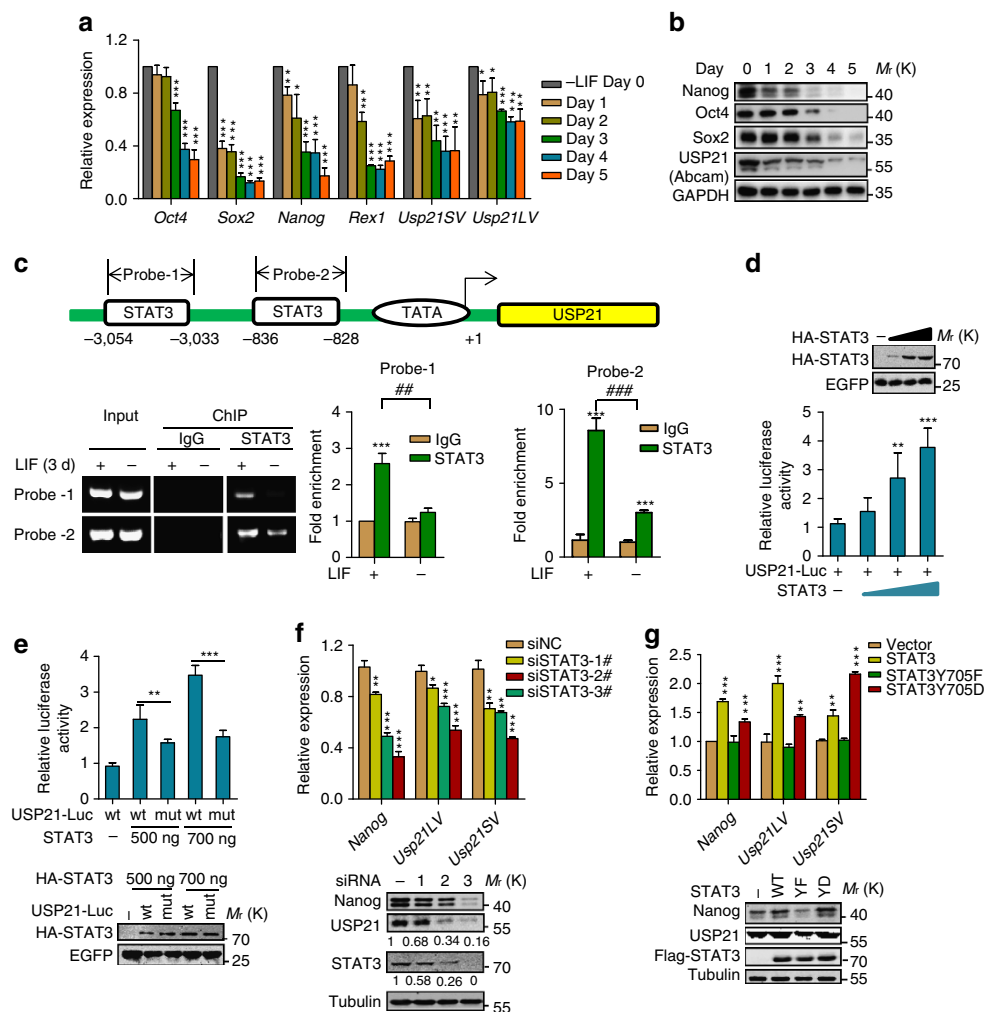 a
Relative expression
1.2
0.8
0.4
0.0
*** *** *** *** *** *** *** *** ** * *** *** *** *** *** *** *** ** ** *** *** *** * * *** *** ***
Oct4 Sox2 Nanog Rex1 Usp21SV Usp21LV
–LIF Day 0
Day 1
Day 2
Day 3
Day 4
Day 5
b
Day 0 1 2 3 4 5 Mr (K)
Nanog 40
Oct4 40
Sox2 35
USP21 55
(Abcam)
GAPDH 35
c
Probe-1 Probe-2
STAT3 STAT3 TATA USP21
–3,054 –3,033 –836 –828 +1
Input ChIP
IgG STAT3
LIF (3 d) + – + – + –
Probe -1
Probe -2
Probe-1
##
Fold enrichment
4
3
2
1
0
***
IgG
STAT3
LIF + –
Probe-2
###
Fold enrichment
10
5
0
*** ***
IgG
STAT3
LIF + –
d
HA-STAT3 – Mr (K)
HA-STAT3 70
EGFP 25
Relative luciferase activity
5
4
3
2
1
0
** ***
USP21-Luc + + + +
STAT3 –
e
Relative luciferase activity
4
3
2
1
0
** ***
USP21-Luc wt wt mut wt mut
STAT3 – 500 ng 700 ng
HA-STAT3 500 ng 700 ng
USP21-Luc – wt mut wt mut Mr (K)
HA-STAT3 70
EGFP 25
f
siNC
siSTAT3-1#
siSTAT3-2#
siSTAT3-3#
Relative expression
1.2
0.8
0.4
0.0
** *** *** * *** *** ** ** ***
Nanog Usp21LV Usp21SV
siRNA – 1 2 3 Mr (K)
Nanog 40
USP21 55
1 0.68 0.34 0.16
STAT3 70
1 0.58 0.26 0
Tubulin 55
g
Vector
STAT3
STAT3Y705F
STAT3Y705D
Relative expression
2.5
2.0
1.5
1.0
0.5
0.0
*** *** *** ** ** ***
Nanog Usp21LV Usp21SV
STAT3 – WT YF YD Mr (K)
Nanog 40
USP21 55
Flag-STAT3 70
Tubulin 55